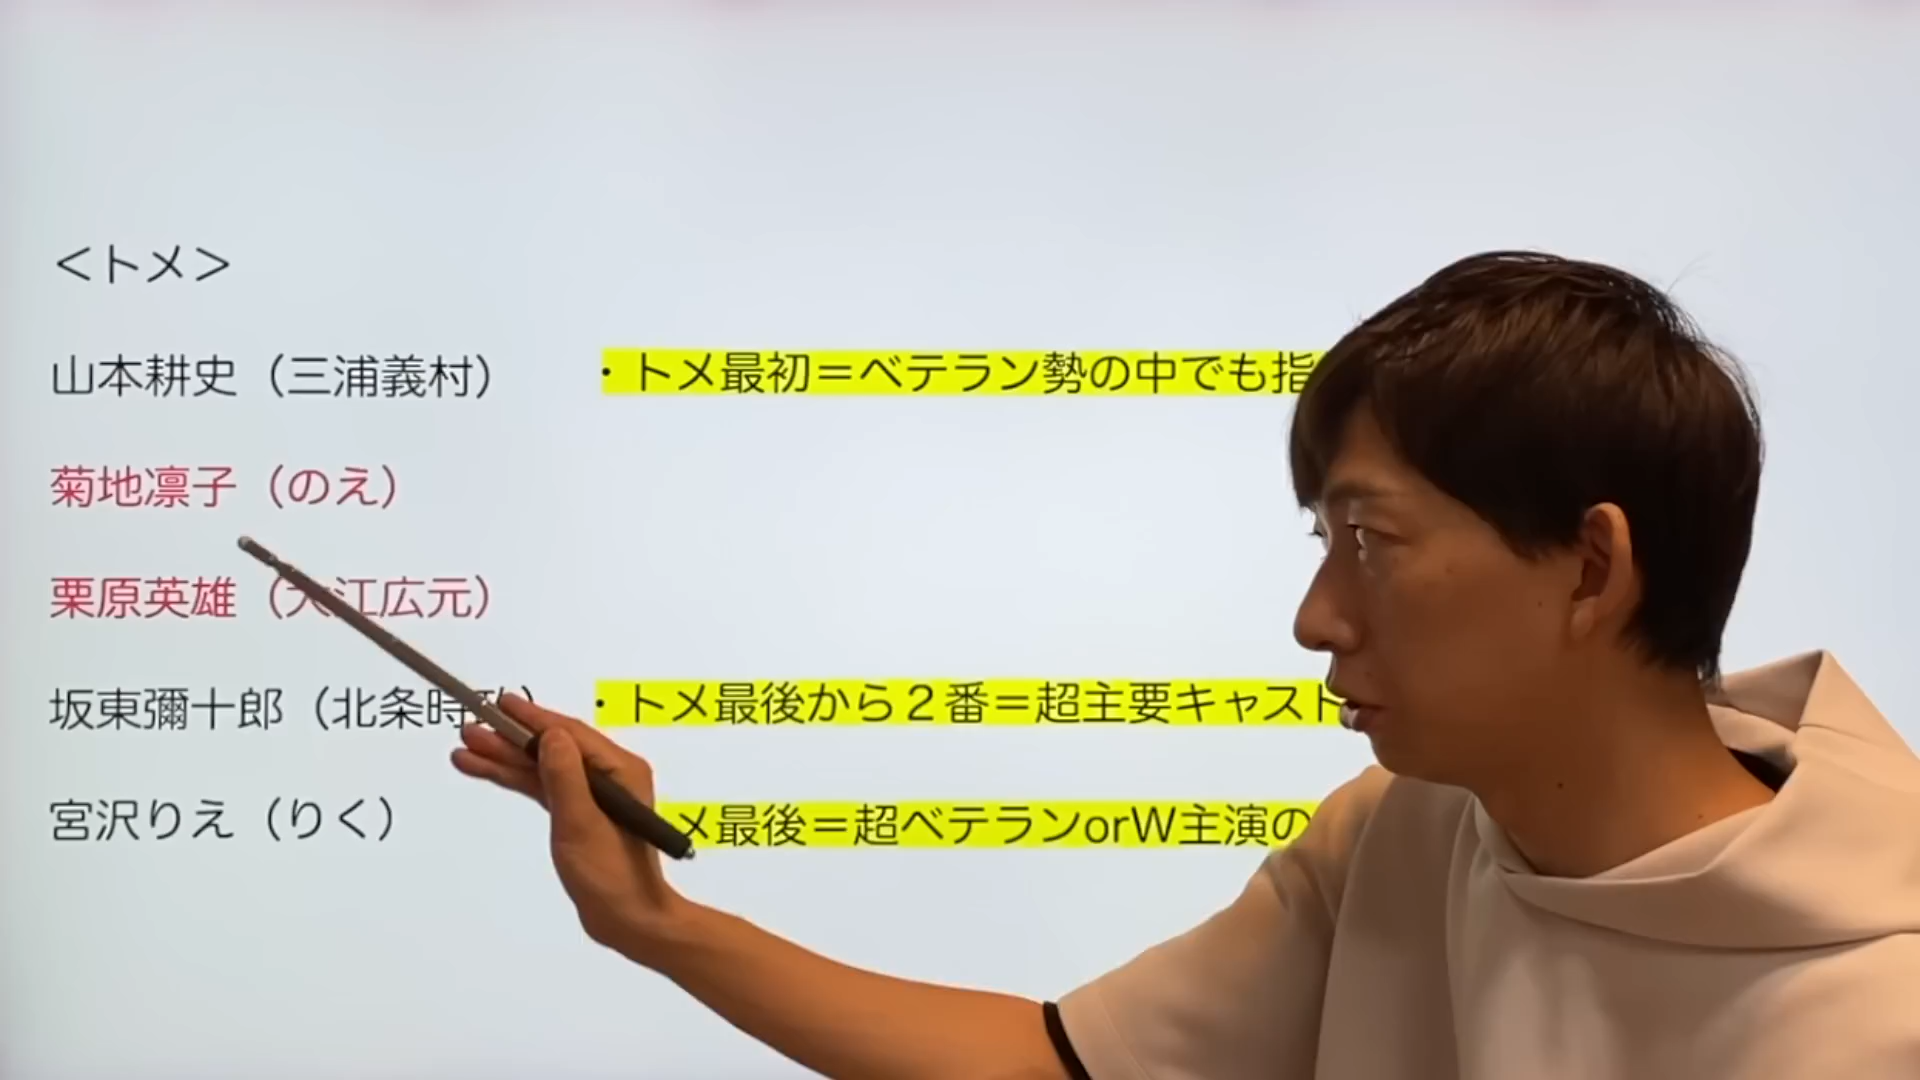 ＜トメ＞
山本耕史（三浦義村）
・トメ最初＝ベテラン勢の中でも指
菊地凛子（のえ）
栗原英雄（大江広元）
坂東彌十郎（北条時政）
・トメ最後から２番＝超主要キャスト
宮沢りえ（りく）
メ最後＝超ベテランorW主演の